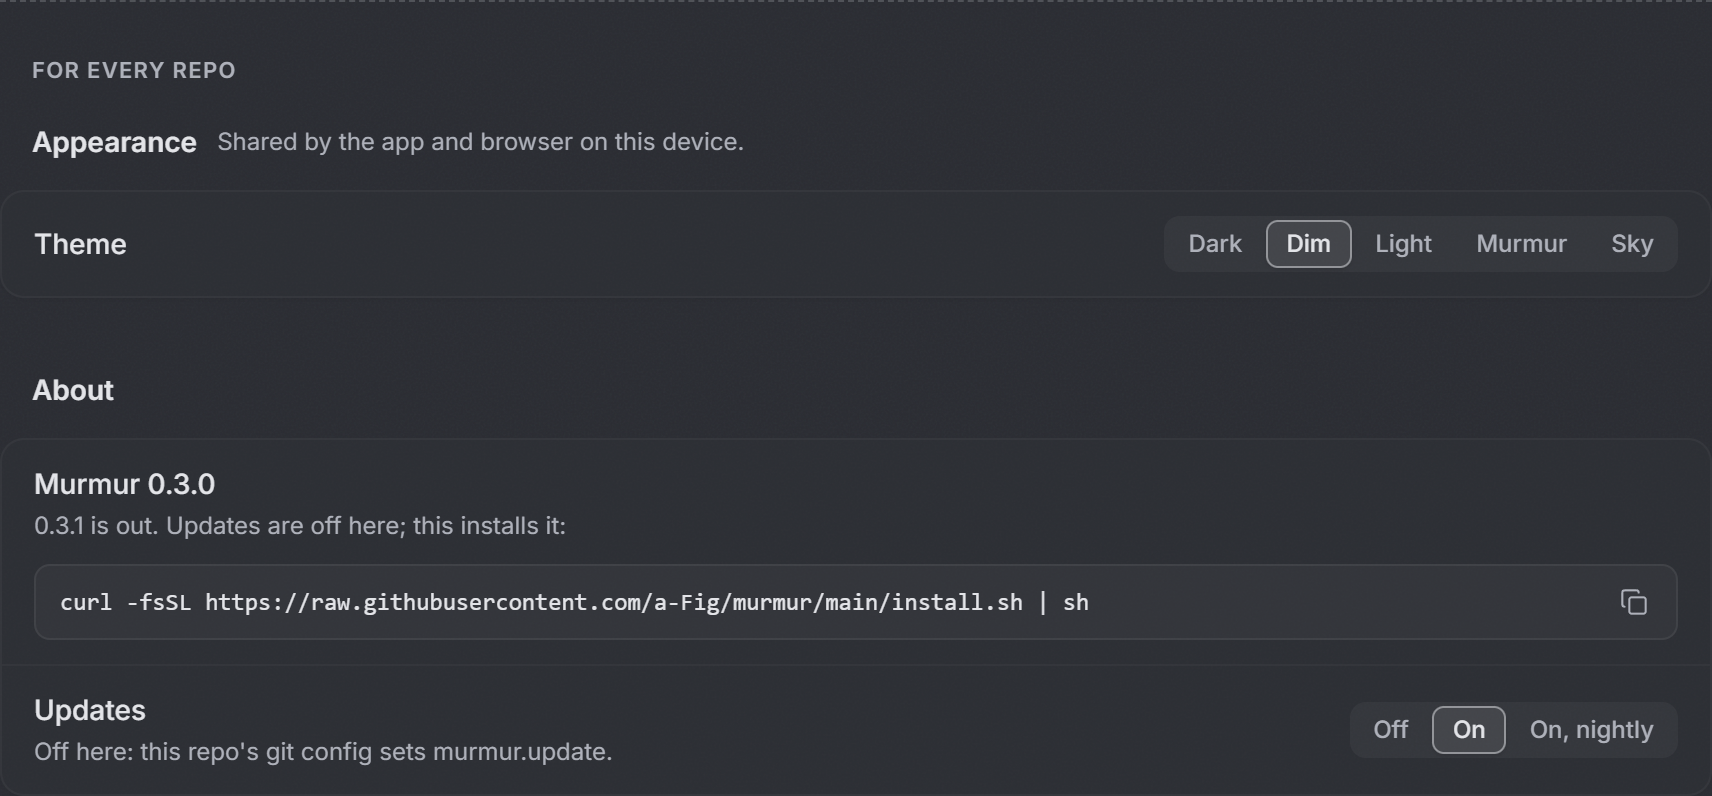 FOR EVERY REPO
Appearance Shared by the app and browser on this device.
Theme Dark Dim Light Murmur Sky
About
Murmur 0.3.0
0.3.1 is out. Updates are off here; this installs it:
curl -fsSL https://raw.githubusercontent.com/a-Fig/murmur/main/install.sh | sh
Updates
Off On On, nightly
Off here: this repo's git config sets murmur.update.